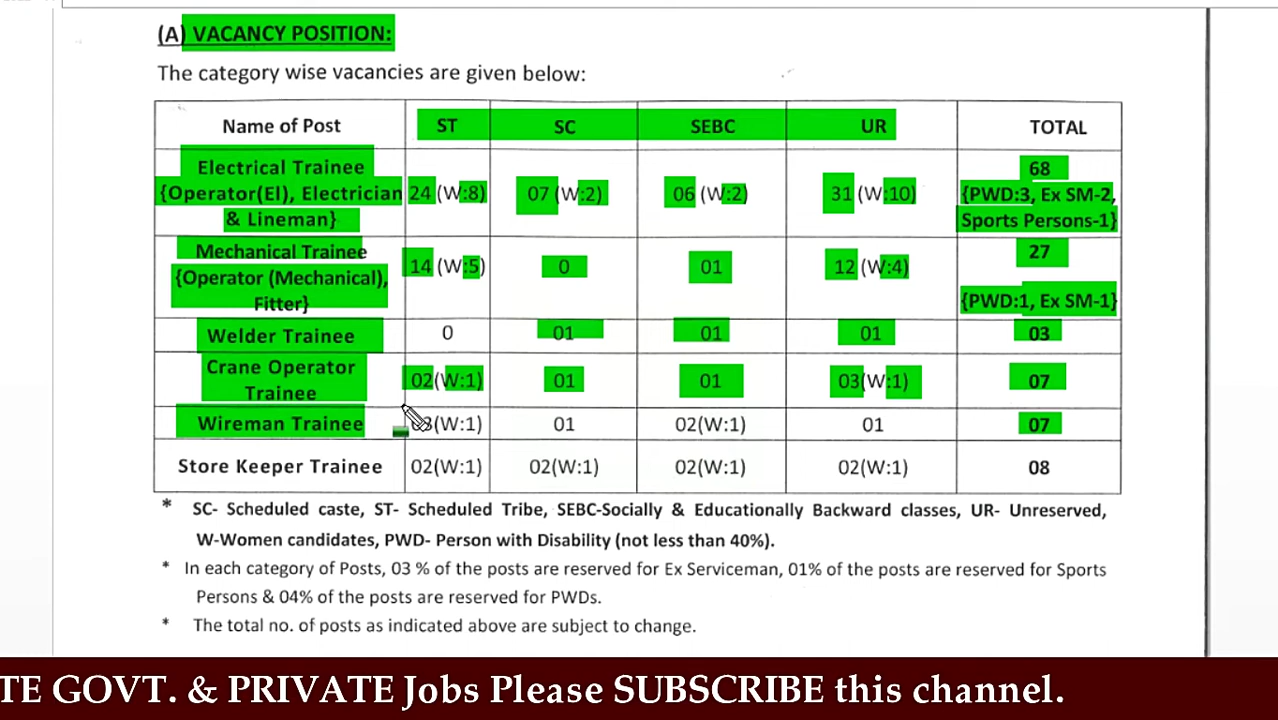 (A) VACANCY POSITION:
The category wise vacancies are given below:
Name of Post ST SC SEBC UR TOTAL
Electrical Trainee
{Operator(El), Electrician
& Lineman}
24 (W:8) 07 (W:2) 06 (W:2) 31 (W:10)
68
{PWD:3, Ex SM-2,
Sports Persons-1}
Mechanical Trainee
{Operator (Mechanical),
Fitter}
14 (W:5) 0 01 12 (W:4)
27
{PWD:1, Ex SM-1}
Welder Trainee 0 01 01 01 03
Crane Operator
Trainee
02(W:1) 01 01 03(W:1) 07
Wireman Trainee (W:1) 01 02(W:1) 01 07
Store Keeper Trainee 02(W:1) 02(W:1) 02(W:1) 02(W:1) 08
* SC- Scheduled caste, ST- Scheduled Tribe, SEBC-Socially & Educationally Backward classes, UR- Unreserved,
W-Women candidates, PWD- Person with Disability (not less than 40%).
* In each category of Posts, 03 % of the posts are reserved for Ex Serviceman, 01% of the posts are reserved for Sports
Persons & 04% of the posts are reserved for PWDs.
* The total no. of posts as indicated above are subject to change.
TE GOVT. & PRIVATE Jobs Please SUBSCRIBE this channel.